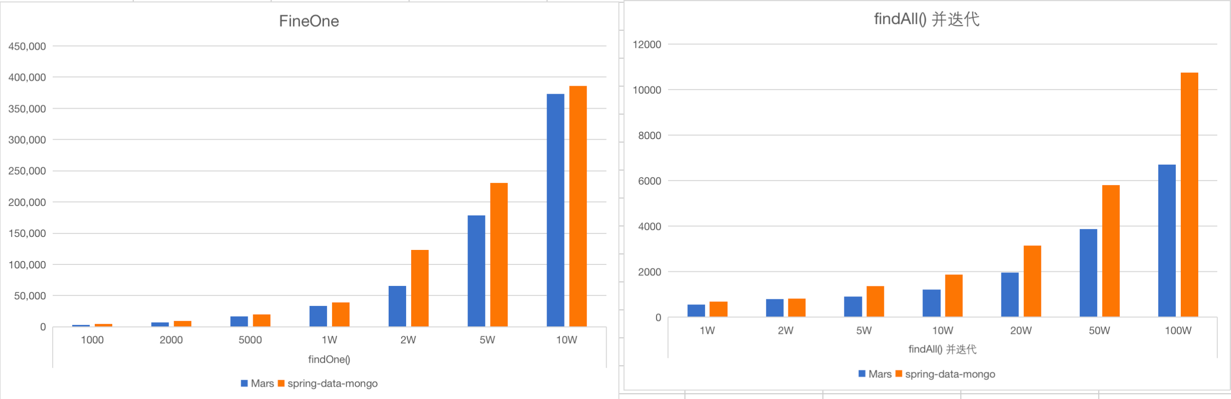 FineOne
450,000
400,000
350,000
300,000
250,000
200,000
150,000
100,000
50,000
0
1000 2000 5000 1W 2W 5W 10W
findOne()
Mars spring-data-mongo
findAll() 并迭代
12000
10000
8000
6000
4000
2000
0
1W 2W 5W 10W 20W 50W 100W
findAll() 并迭代
Mars spring-data-mongo